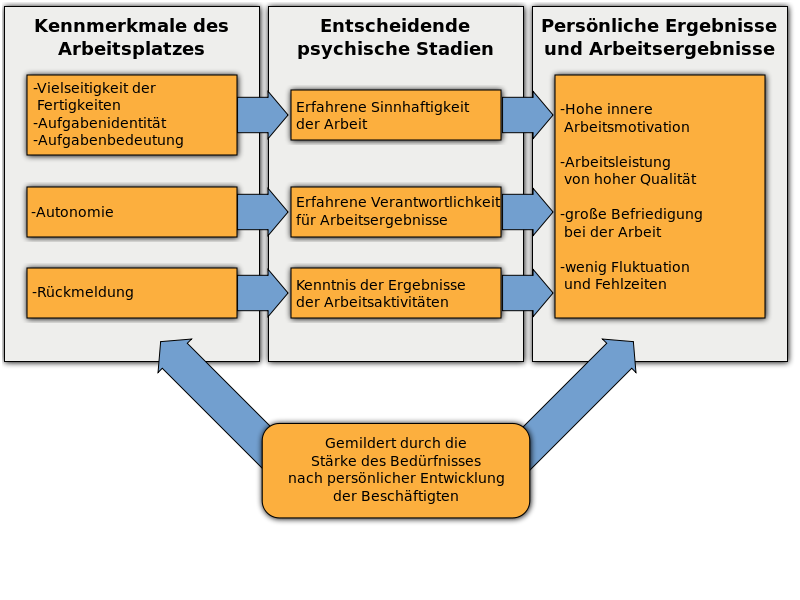 Kennmerkmale des
Arbeitsplatzes
-Vielseitigkeit der
Fertigkeiten
-Aufgabenidentität
-Aufgabenbedeutung
-Autonomie
-Rückmeldung
Entscheidende
psychische Stadien
Erfahrene Sinnhaftigkeit
der Arbeit
Erfahrene Verantwortlichkeit
für Arbeitsergebnisse
Kenntnis der Ergebnisse
der Arbeitsaktivitäten
Persönliche Ergebnisse
und Arbeitsergebnisse
-Hohe innere
Arbeitsmotivation
-Arbeitsleistung
von hoher Qualität
-große Befriedigung
bei der Arbeit
-wenig Fluktuation
und Fehlzeiten
Gemildert durch die
Stärke des Bedürfnisses
nach persönlicher Entwicklung
der Beschäftigten